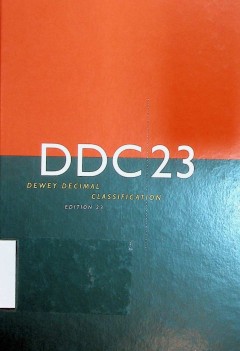 DDC 23
DEWEY DECIMAL
CLASSIFICATION
EDITION 23